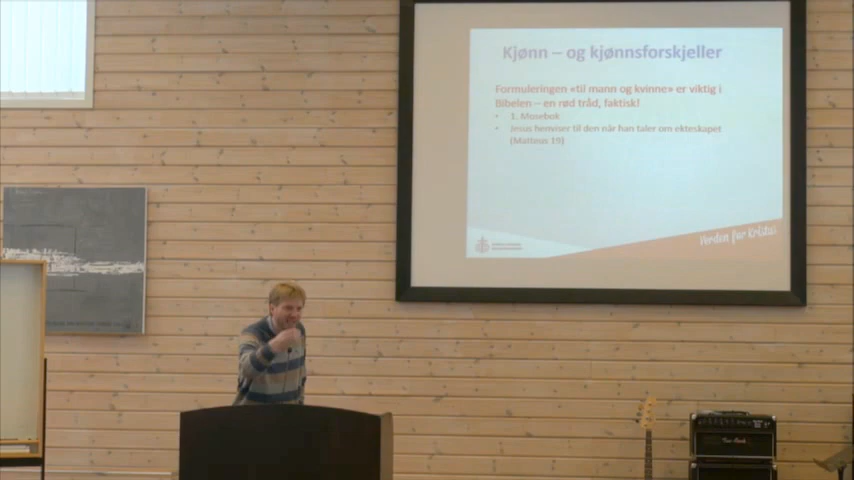 Kjønn – og kjønnsforskjeller
Formuleringen «til mann og kvinne» er viktig i
Bibelen – en rød tråd, faktisk!
• 1. Mosebok
• Jesus henviser til den når han taler om ekteskapet
(Matteus 19)
Verden for Kristus